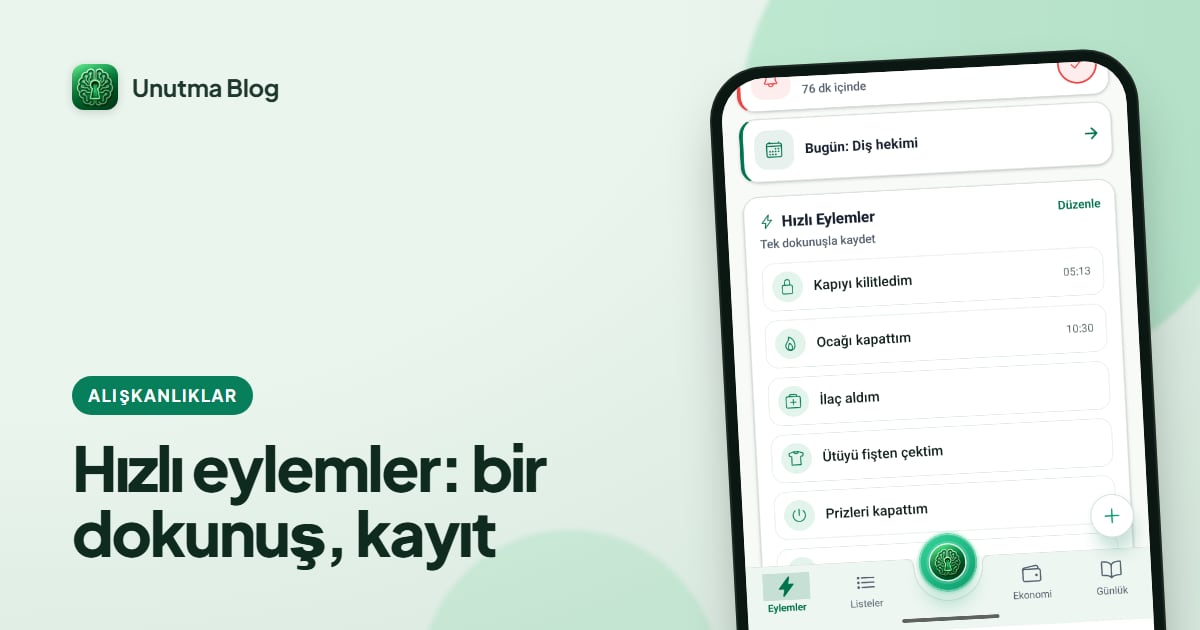 Unutma Blog
ALIŞKANLIKLAR
Hızlı eylemler: bir
dokunuş, kayıt
76 dk içinde
Bugün: Diş hekimi
Hızlı Eylemler
Düzenle
Tek dokunuşla kaydet
Kapıyı kilitledim
05:13
Ocağı kapattım
10:30
İlaç aldım
Ütüyü fişten çektim
Prizleri kapattım
Eylemler
Listeler
Ekonomi
Günlük